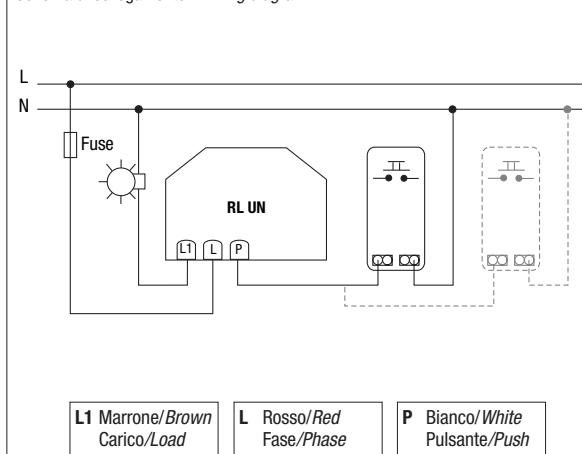 L
N
Fuse
RL UN
L1 L P
L1 Marrone/Brown
Carico/Load
L Rosso/Red
Fase/Phase
P Bianco/White
Pulsante/Push